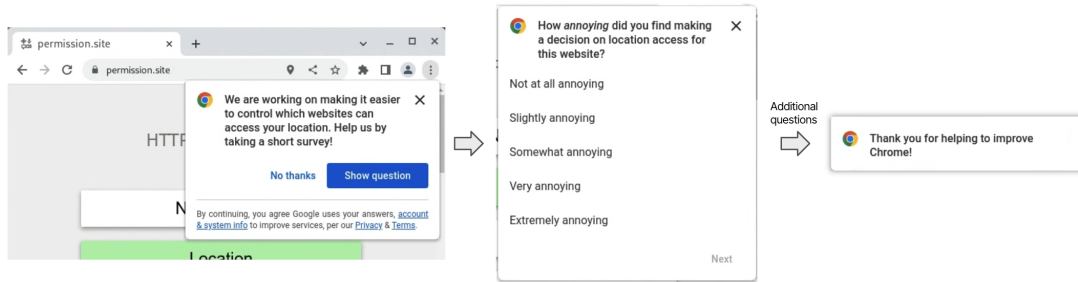 permission.site
permission.site
HTTP
We are working on making it easier
to control which websites can
access your location. Help us by
taking a short survey!
No thanks
Show question
By continuing, you agree Google uses your answers, account
& system info to improve services, per our Privacy & Terms.
N
Location
How annoying did you find making
a decision on location access for
this website?
Not at all annoying
Slightly annoying
Somewhat annoying
Very annoying
Extremely annoying
Next
Additional
questions
Thank you for helping to improve
Chrome!